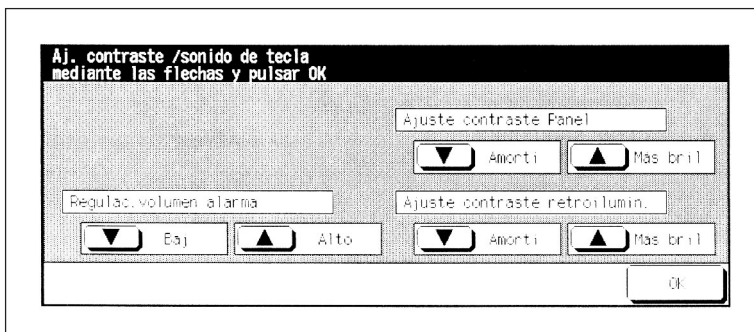 Aj. contraste /sonido de tecla
mediante las flechas y pulsar OK
Ajuste contraste Panel
▼ Amorti ▲ Más bril
Regulac.volumen alarma
Ajuste contraste retroilumin.
▼ Baj ▲ Alto
▼ Amorti ▲ Más bril
OK